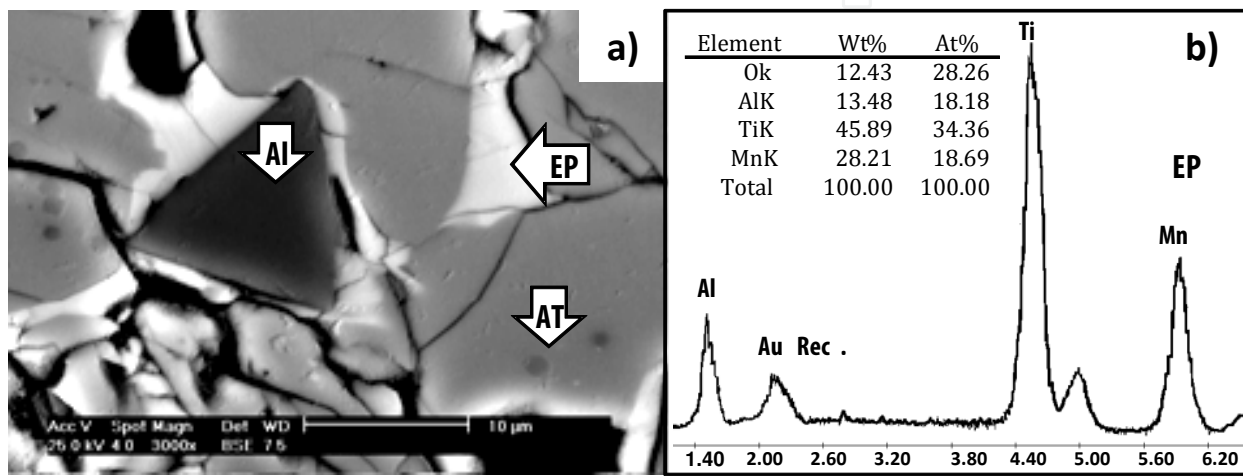 a)
Al
EP
AT
Acc V Spot Magn Det WD
25.0 kV 4.0 3000x BSE 7.5
10 µm
b)
Element Wt% At%
Ok 12.43 28.26
AlK 13.48 18.18
TiK 45.89 34.36
MnK 28.21 18.69
Total 100.00 100.00
Ti
EP
Mn
Al
Au Rec .
1.40 2.00 2.60 3.20 3.80 4.40 5.00 5.60 6.20